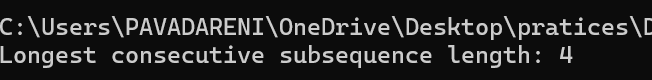 C:\Users\PAVADARENI\OneDrive\Desktop\pratices\D
Longest consecutive subsequence length: 4